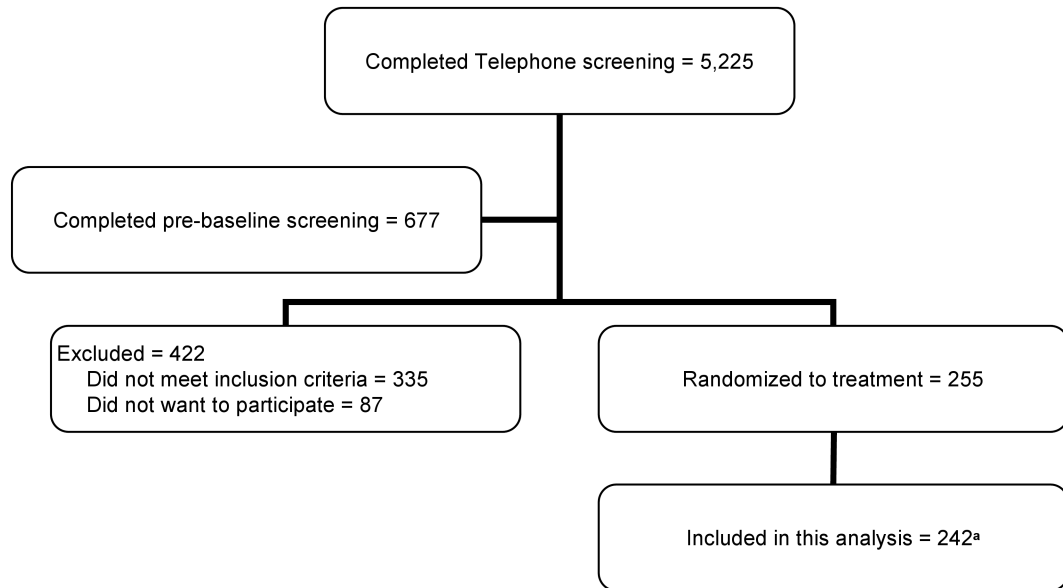 Completed Telephone screening = 5,225
Completed pre-baseline screening = 677
Excluded = 422
Did not meet inclusion criteria = 335
Did not want to participate = 87
Randomized to treatment = 255
Included in this analysis = 242ᵃ